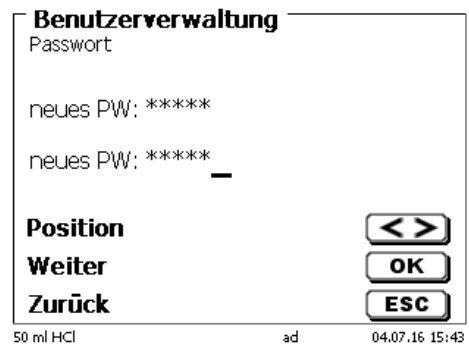 Benutzerverwaltung
Passwort
neues PW: *****
neues PW: *****_
Position < >
Weiter OK
Zurück ESC
50 ml HCl ad 04.07.16 15:43